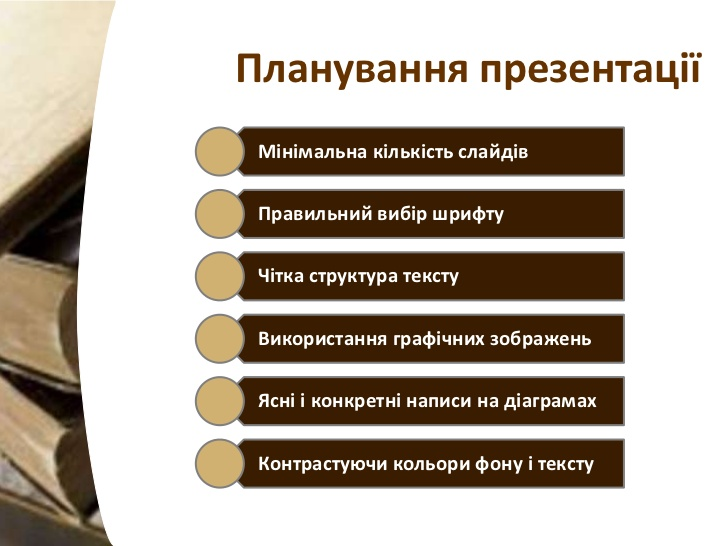 Планування презентації
Мінімальна кількість слайдів
Правильний вибір шрифту
Чітка структура тексту
Використання графічних зображень
Ясні і конкретні написи на діаграмах
Контрастуючи кольори фону і тексту